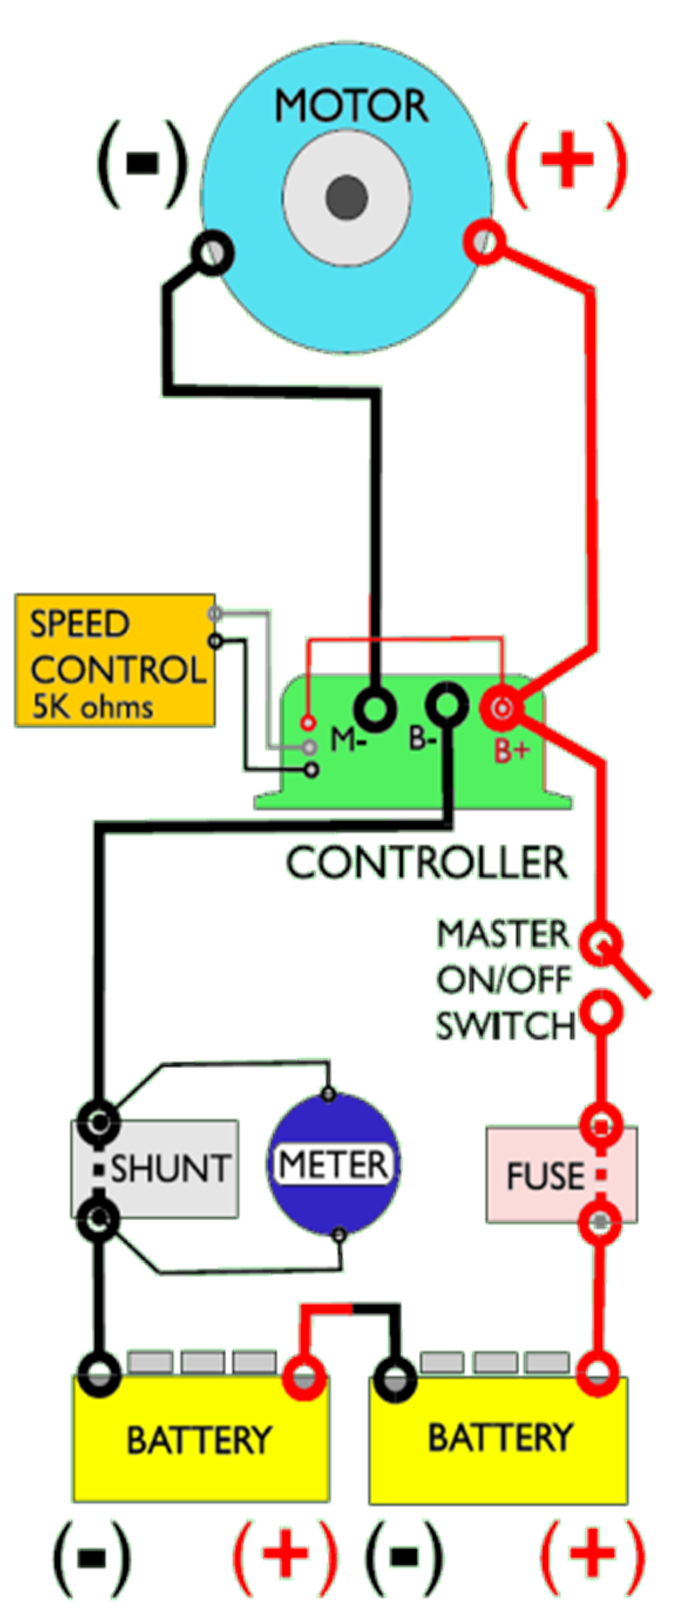 MOTOR
(-) (+)
SPEED
CONTROL
5K ohms
M- B- B+
CONTROLLER
MASTER
ON/OFF
SWITCH
SHUNT
METER
FUSE
BATTERY BATTERY
(-) (+) (-) (+)